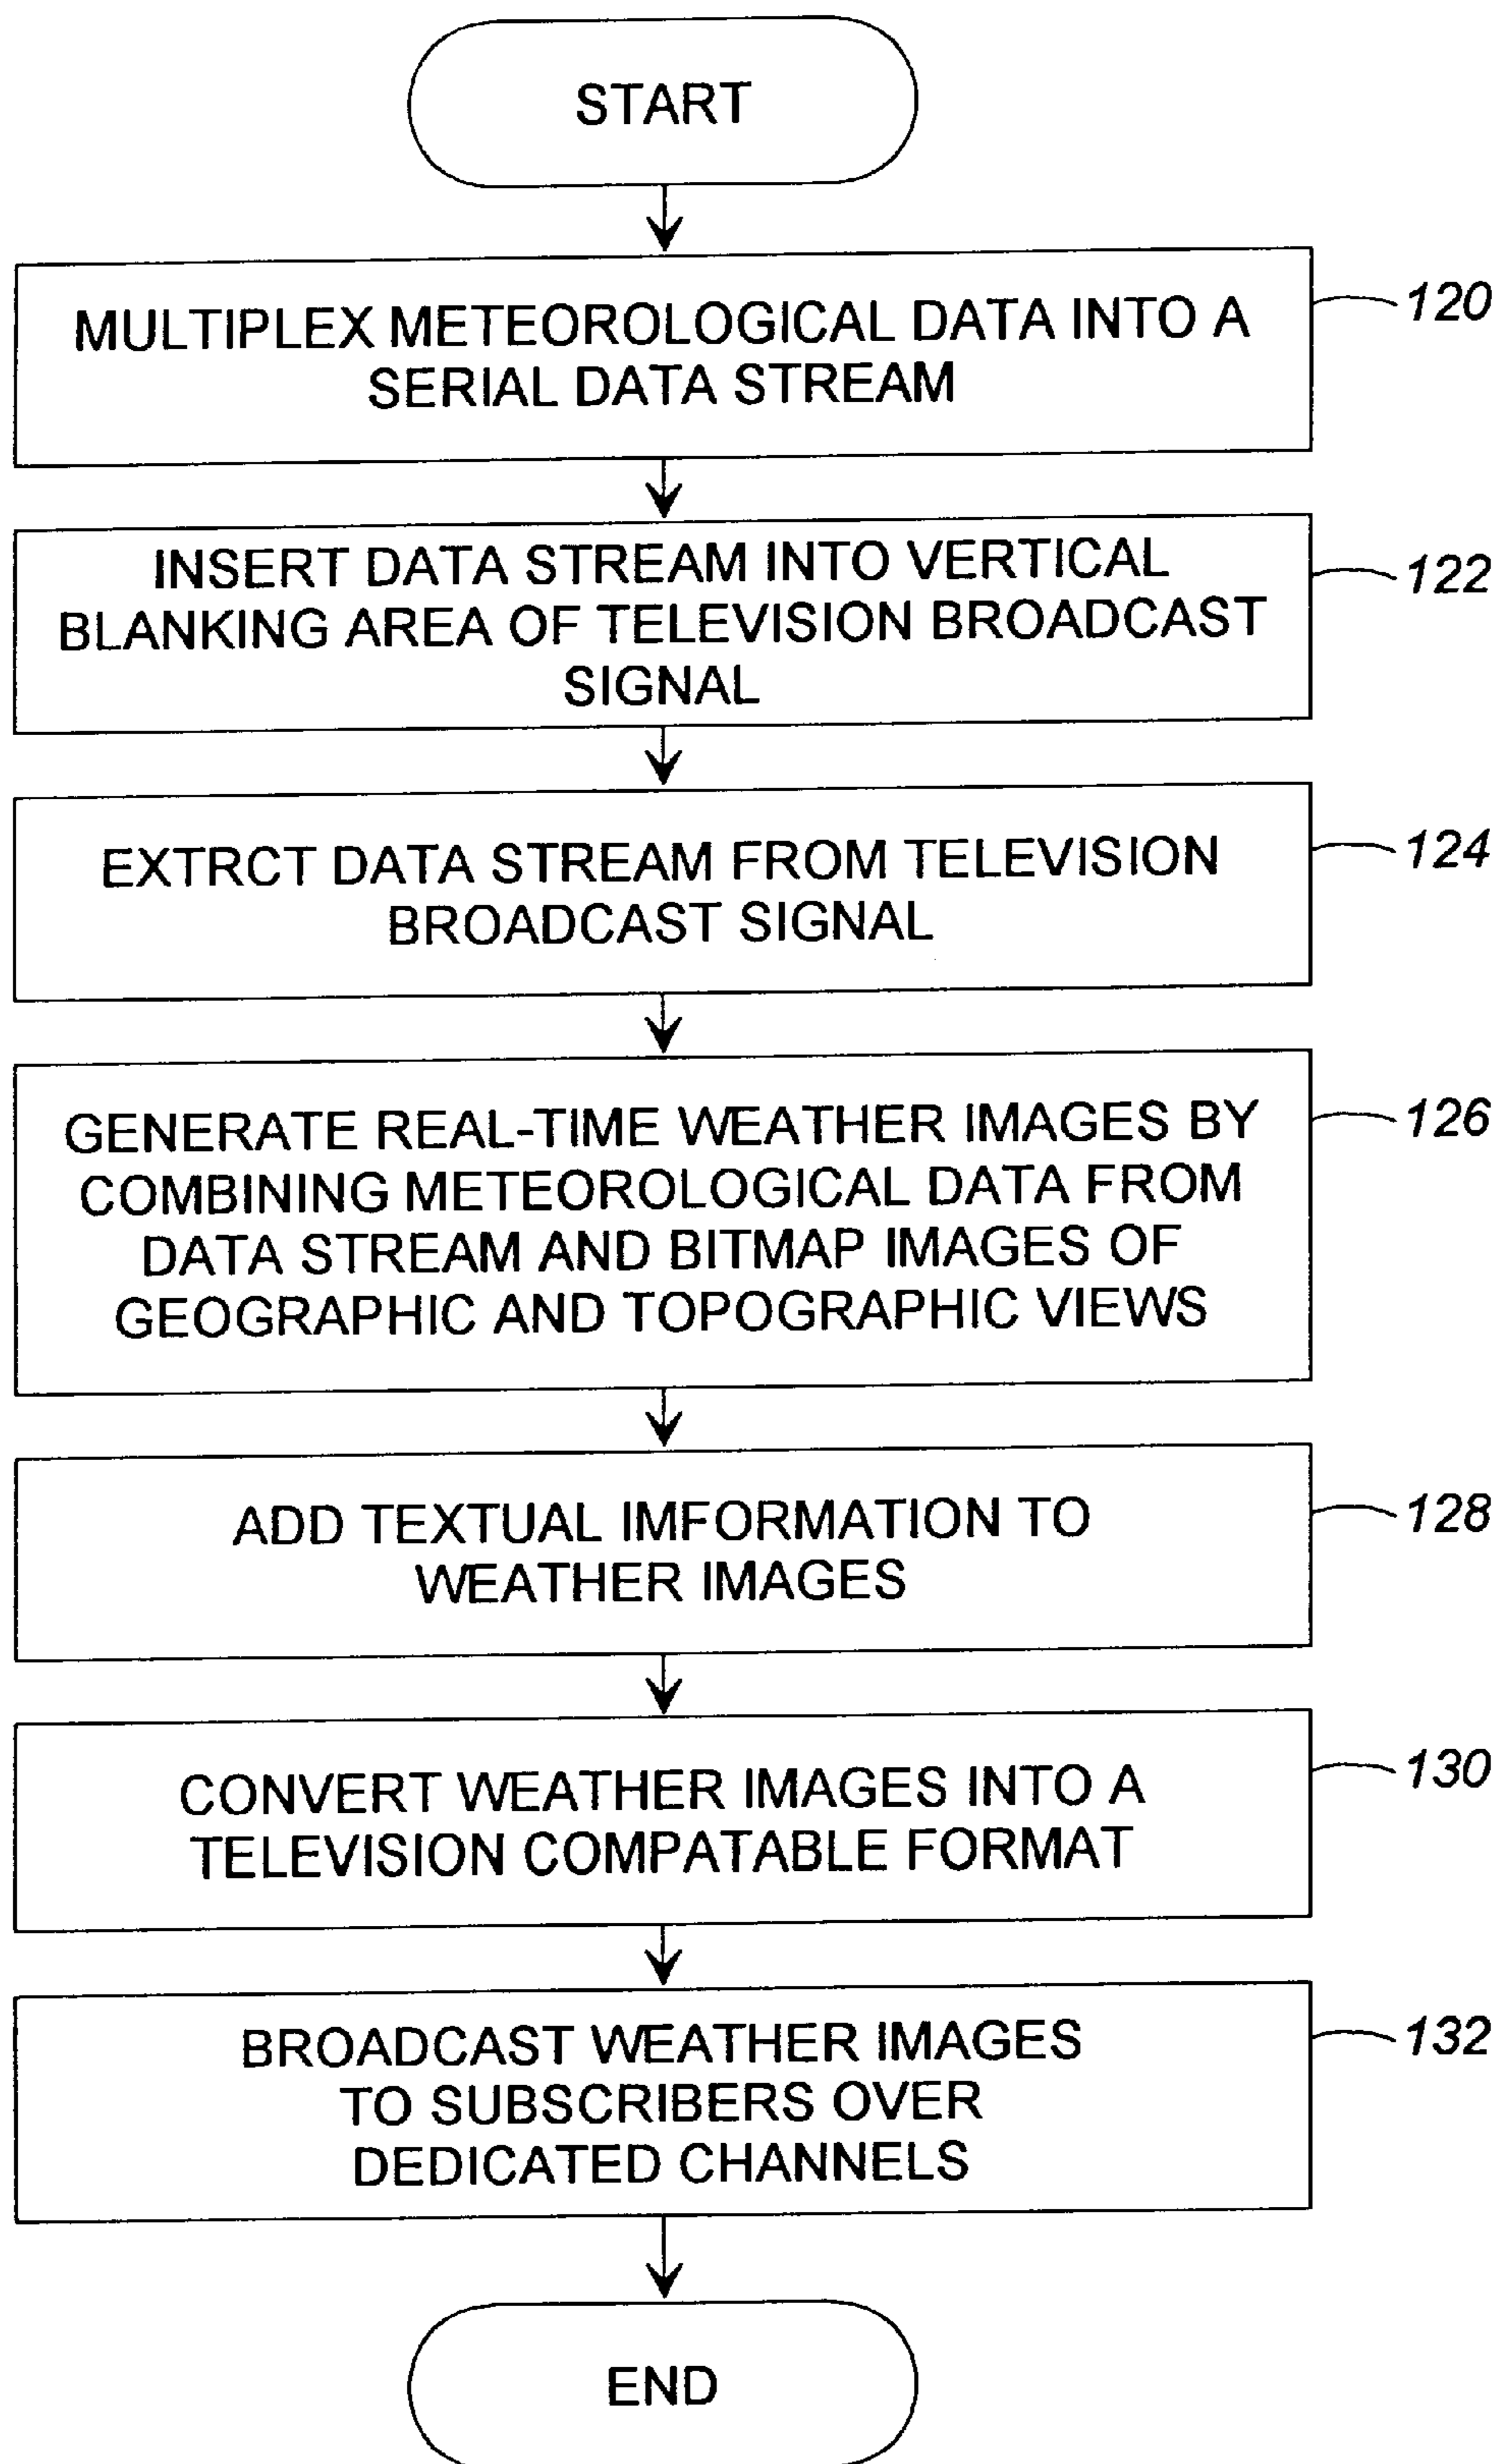 START
MULTIPLEX METEOROLOGICAL DATA INTO A
SERIAL DATA STREAM
120
INSERT DATA STREAM INTO VERTICAL
BLANKING AREA OF TELEVISION BROADCAST
SIGNAL
122
EXTRCT DATA STREAM FROM TELEVISION
BROADCAST SIGNAL
124
GENERATE REAL-TIME WEATHER IMAGES BY
COMBINING METEOROLOGICAL DATA FROM
DATA STREAM AND BITMAP IMAGES OF
GEOGRAPHIC AND TOPOGRAPHIC VIEWS
126
ADD TEXTUAL IMFORMATION TO
WEATHER IMAGES
128
CONVERT WEATHER IMAGES INTO A
TELEVISION COMPATABLE FORMAT
130
BROADCAST WEATHER IMAGES
TO SUBSCRIBERS OVER
DEDICATED CHANNELS
132
END